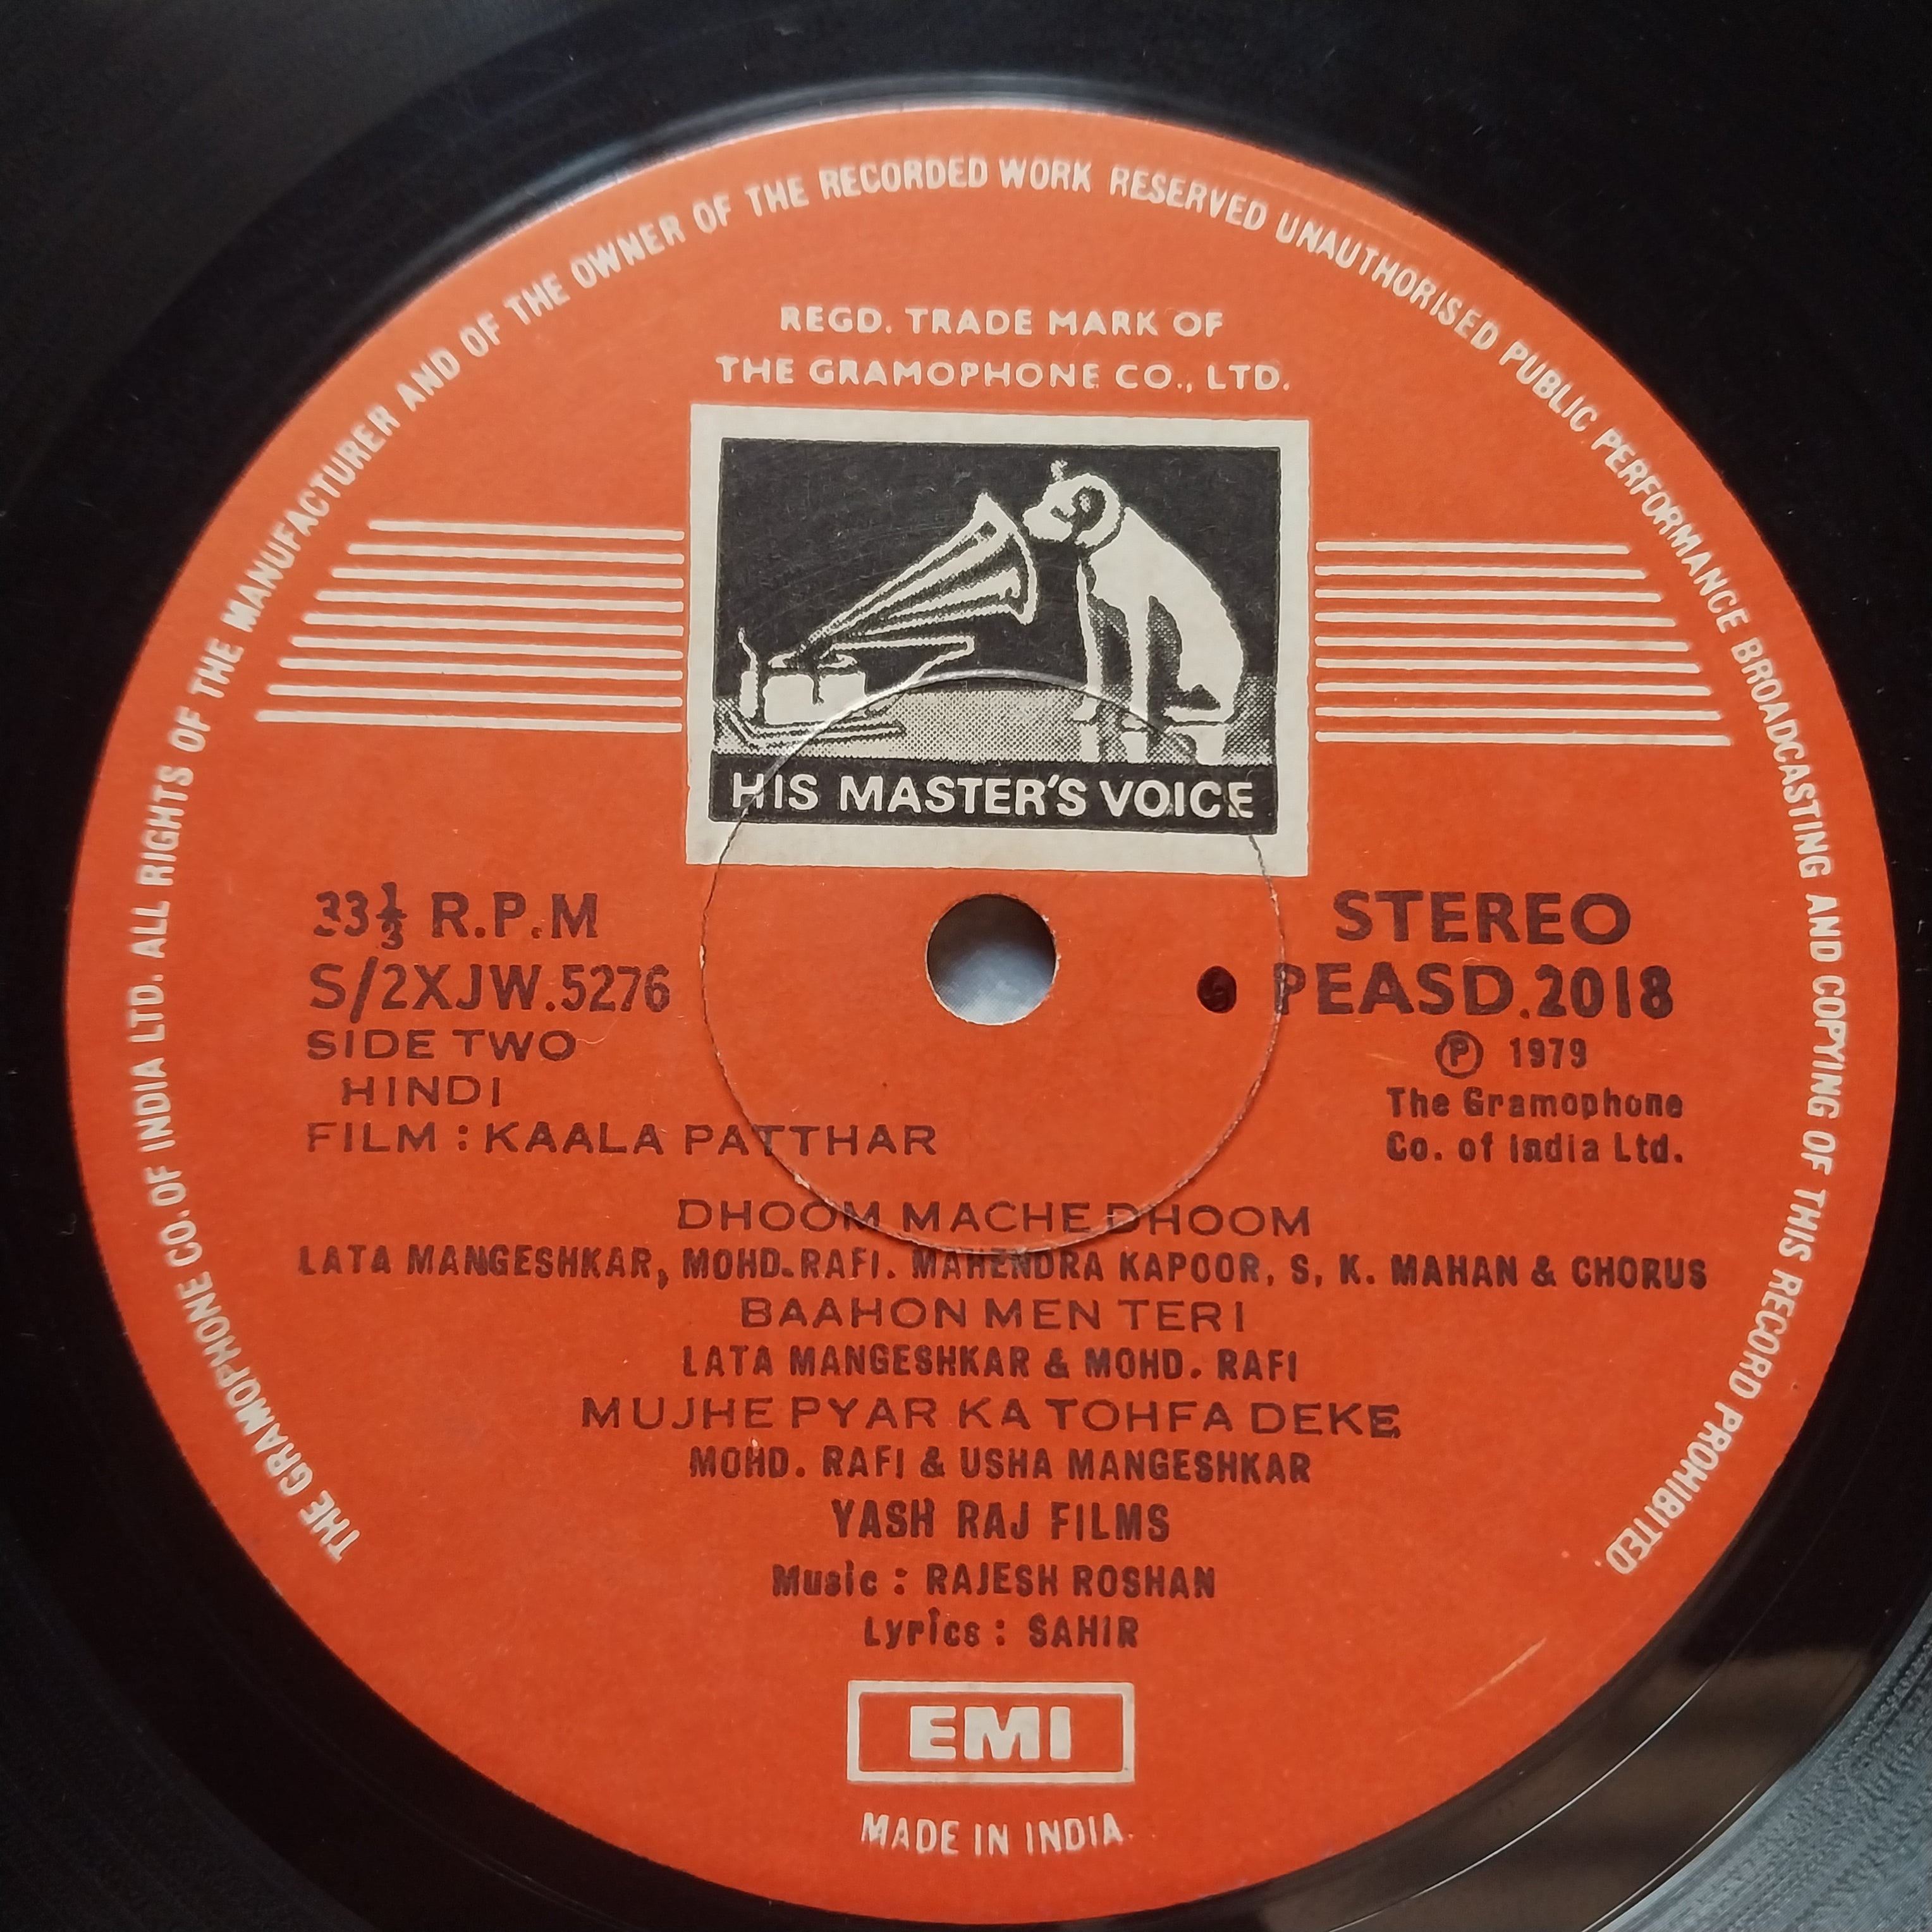 THE GRAMOPHONE CO. OF INDIA LTD. ALL RIGHTS OF THE MANUFACTURER AND OF THE OWNER OF THE RECORDED WORK RESERVED UNAUTHORISED PUBLIC PERFORMANCE BROADCASTING AND COPYING OF THIS RECORD PROHIBITED
REGD. TRADE MARK OF
THE GRAMOPHONE CO., LTD.
HIS MASTER'S VOICE
33⅓ R.P.M
S/2XJW.5276
SIDE TWO
HINDI
FILM : KAALA PATTHAR
STEREO
PEASD.2018
Ⓟ 1979
The Gramophone
Co. of India Ltd.
DHOOM MACHE DHOOM
LATA MANGESHKAR, MOHD. RAFI. MAHENDRA KAPOOR, S, K. MAHAN & CHORUS
BAAHON MEN TERI
LATA MANGESHKAR & MOHD. RAFI
MUJHE PYAR KA TOHFA DEKE
MOHD. RAFI & USHA MANGESHKAR
YASH RAJ FILMS
Music : RAJESH ROSHAN
Lyrics : SAHIR
EMI
MADE IN INDIA